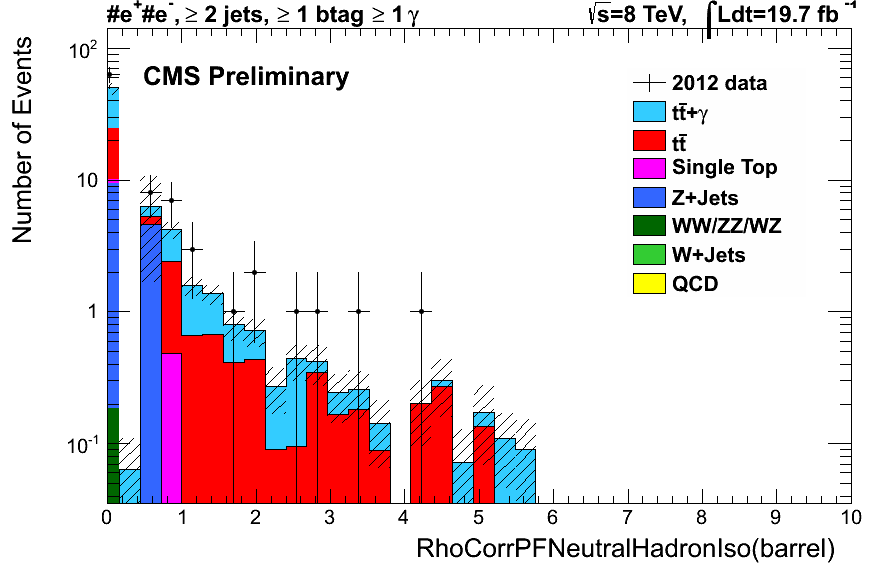 #e⁺#e⁻, ≥ 2 jets, ≥ 1 btag ≥ 1 γ
√s=8 TeV, ∫Ldt=19.7 fb⁻¹
Number of Events
10²
10
1
10⁻¹
CMS Preliminary
2012 data
tt̄+γ
tt̄
Single Top
Z+Jets
WW/ZZ/WZ
W+Jets
QCD
0 1 2 3 4 5 6 7 8 9 10
RhoCorrPFNeutralHadronIso(barrel)